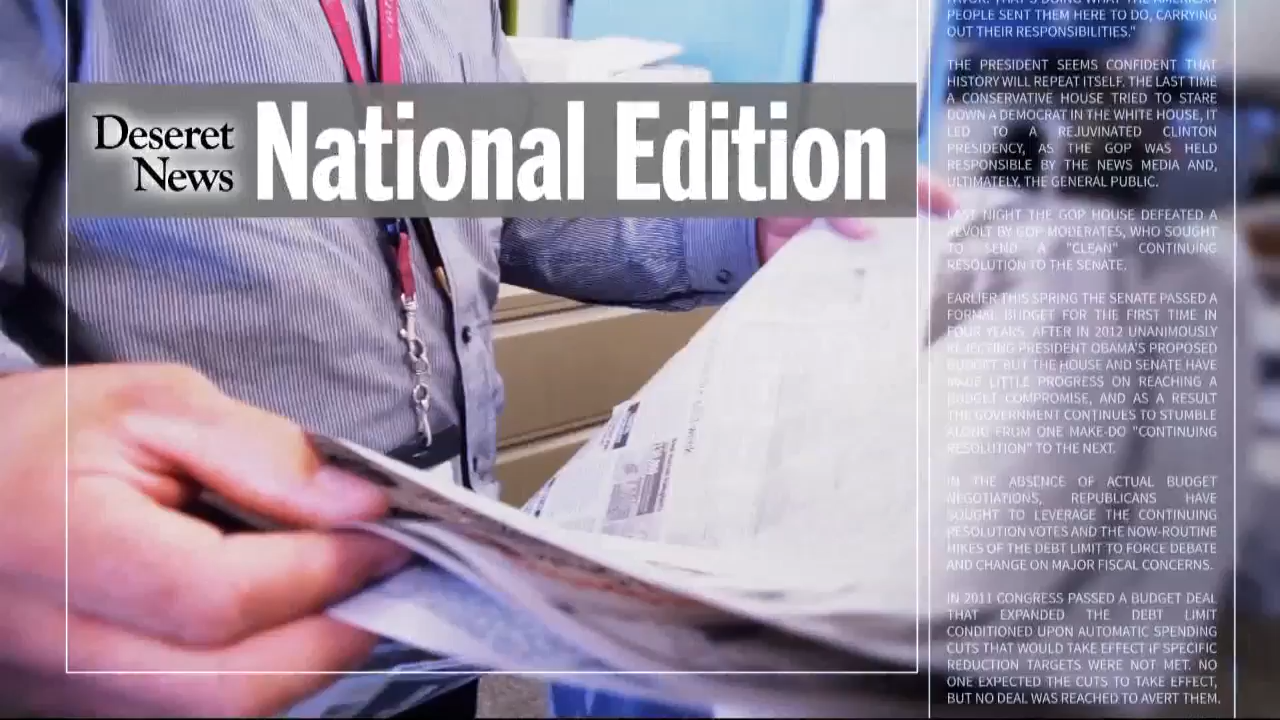 Deseret
News
National Edition
PEOPLE SENT THEM HERE TO DO, CARRYING
OUT THEIR RESPONSIBILITIES."
THE PRESIDENT SEEMS CONFIDENT THAT
HISTORY WILL REPEAT ITSELF. THE LAST TIME
A CONSERVATIVE HOUSE TRIED TO STARE
DOWN A DEMOCRAT IN THE WHITE HOUSE, IT
LED TO A REJUVINATED CLINTON
PRESIDENCY, AS THE GOP WAS HELD
RESPONSIBLE BY THE NEWS MEDIA AND,
ULTIMATELY, THE GENERAL PUBLIC.
LAST NIGHT THE GOP HOUSE DEFEATED A
REVOLT BY GOP MODERATES, WHO SOUGHT
TO SEND A "CLEAN" CONTINUING
RESOLUTION TO THE SENATE.
EARLIER THIS SPRING THE SENATE PASSED A
FORMAL BUDGET FOR THE FIRST TIME IN
FOUR YEARS, AFTER IN 2012 UNANIMOUSLY
REJECTING PRESIDENT OBAMA'S PROPOSED
BUDGET. BUT THE HOUSE AND SENATE HAVE
MADE LITTLE PROGRESS ON REACHING A
BUDGET COMPROMISE, AND AS A RESULT
THE GOVERNMENT CONTINUES TO STUMBLE
ALONG FROM ONE MAKE-DO "CONTINUING
RESOLUTION" TO THE NEXT.
IN THE ABSENCE OF ACTUAL BUDGET
NEGOTIATIONS, REPUBLICANS HAVE
SOUGHT TO LEVERAGE THE CONTINUING
RESOLUTION VOTES AND THE NOW-ROUTINE
HIKES OF THE DEBT LIMIT TO FORCE DEBATE
AND CHANGE ON MAJOR FISCAL CONCERNS.
IN 2011 CONGRESS PASSED A BUDGET DEAL
THAT EXPANDED THE DEBT LIMIT
CONDITIONED UPON AUTOMATIC SPENDING
CUTS THAT WOULD TAKE EFFECT IF SPECIFIC
REDUCTION TARGETS WERE NOT MET. NO
ONE EXPECTED THE CUTS TO TAKE EFFECT,
BUT NO DEAL WAS REACHED TO AVERT THEM.